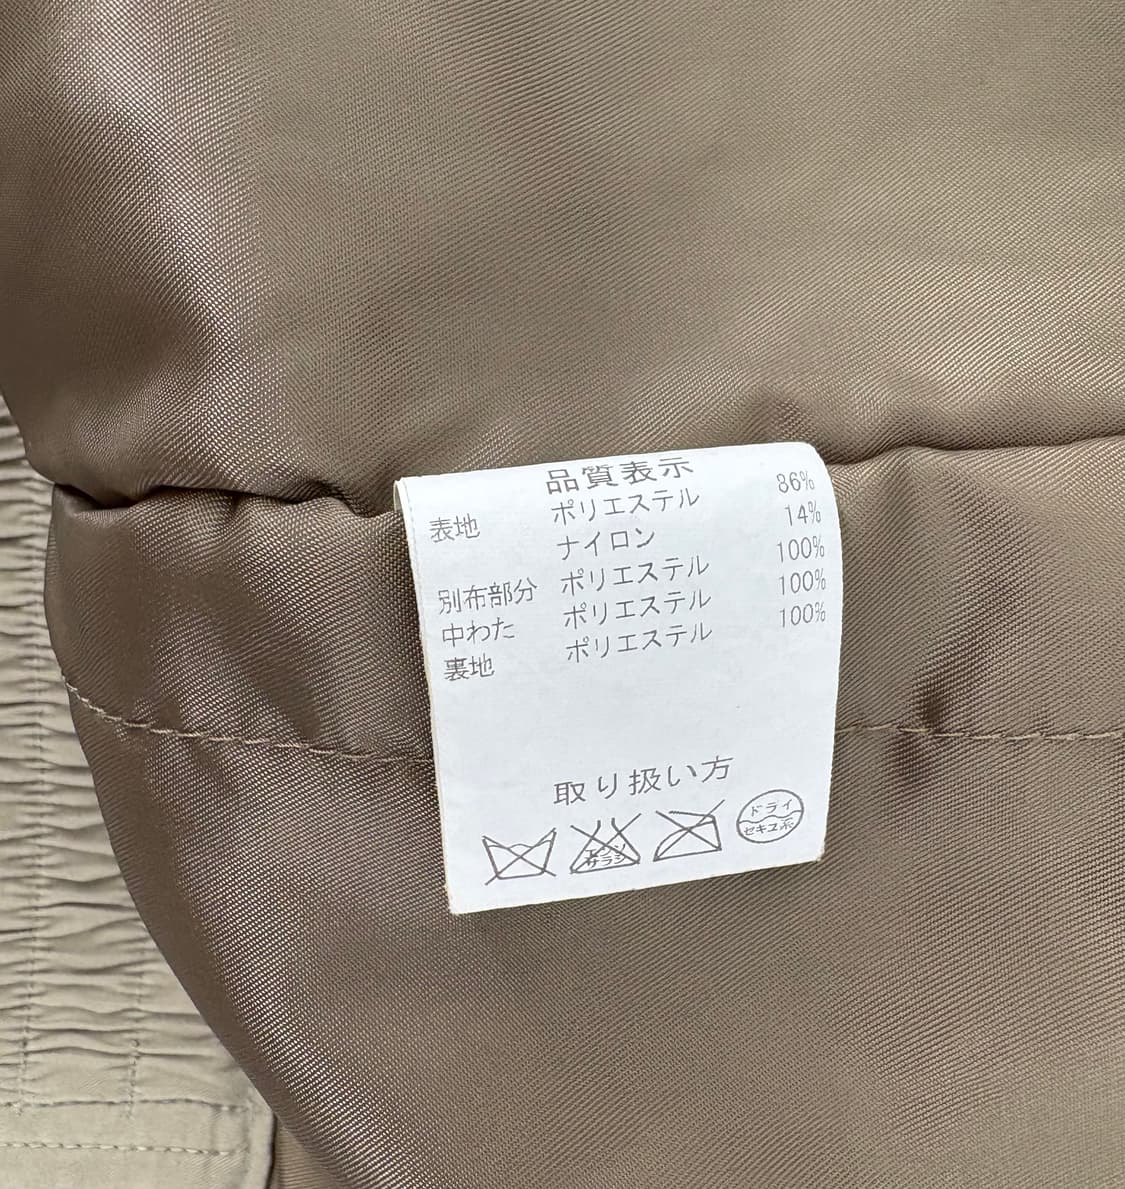 品質表示
表地 ポリエステル 86%
ナイロン 14%
別布部分 ポリエステル 100%
中わた ポリエステル 100%
裏地 ポリエステル 100%
取り扱い方
エンソ
サラシ
ドライ
セキユ系